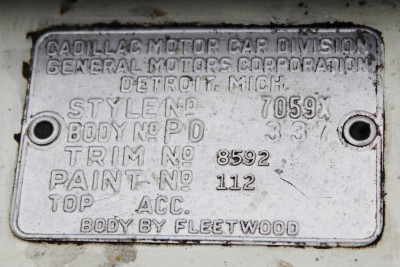 CADILLAC MOTOR CAR DIVISION
GENERAL MOTORS CORPORATION
DETROIT, MICH.
STYLE No 7059X
BODY No PD 337
TRIM No 8592
PAINT No 112
TOP ACC.
BODY BY FLEETWOOD